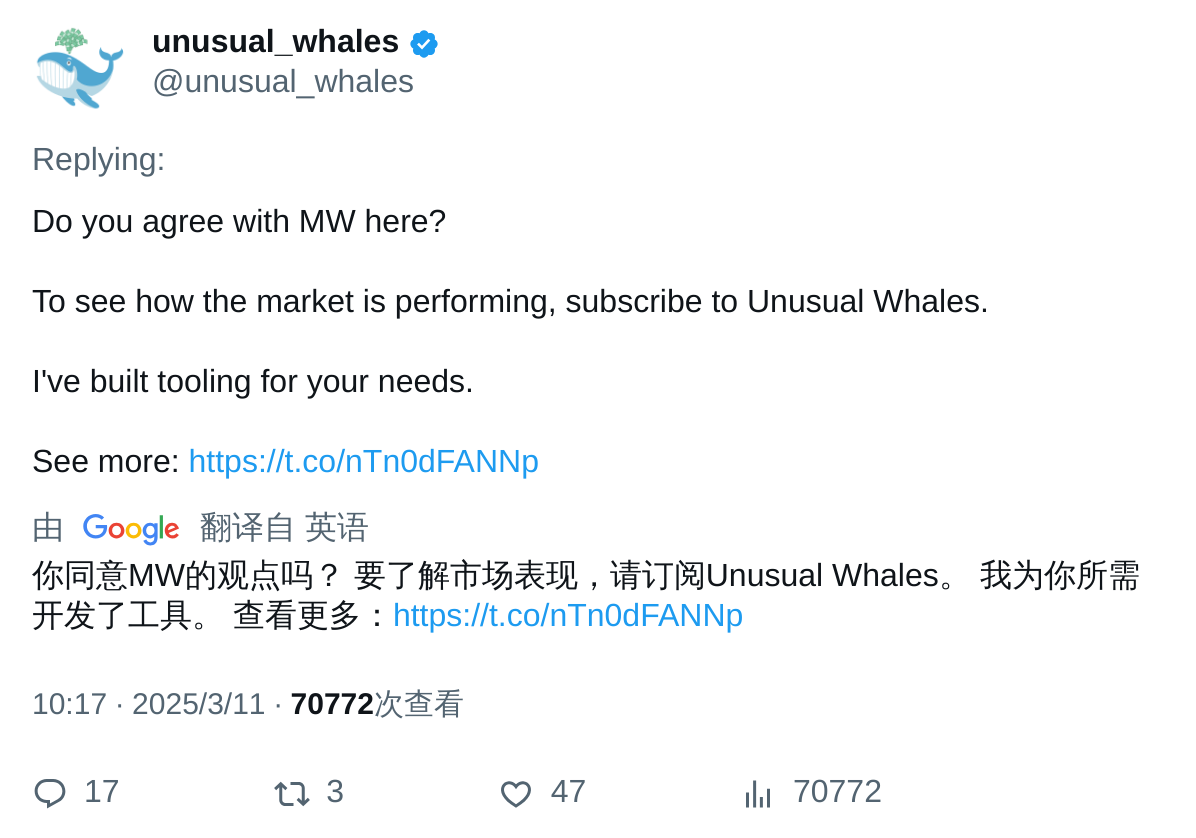 unusual_whales
@unusual_whales
Replying:
Do you agree with MW here?
To see how the market is performing, subscribe to Unusual Whales.
I've built tooling for your needs.
See more: https://t.co/nTn0dFANNp
由 Google 翻译自 英语
你同意MW的观点吗？ 要了解市场表现，请订阅Unusual Whales。 我为你所需
开发了工具。 查看更多：https://t.co/nTn0dFANNp
10:17 · 2025/3/11 · 70772次查看
17 3 47 70772